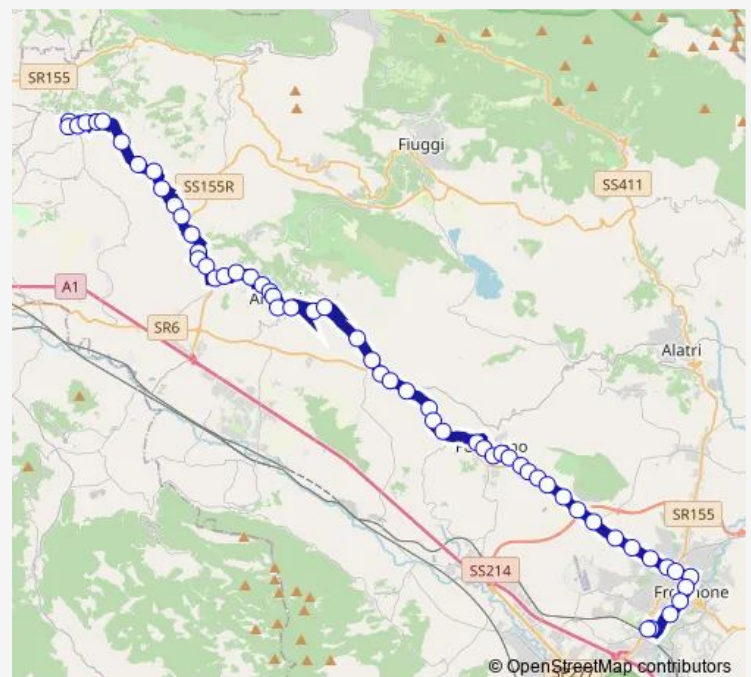 SR155
Fiuggi
SS411
SS155R
A1
SR6
Alatri
SR155
SS214
© OpenStreetMap contributors